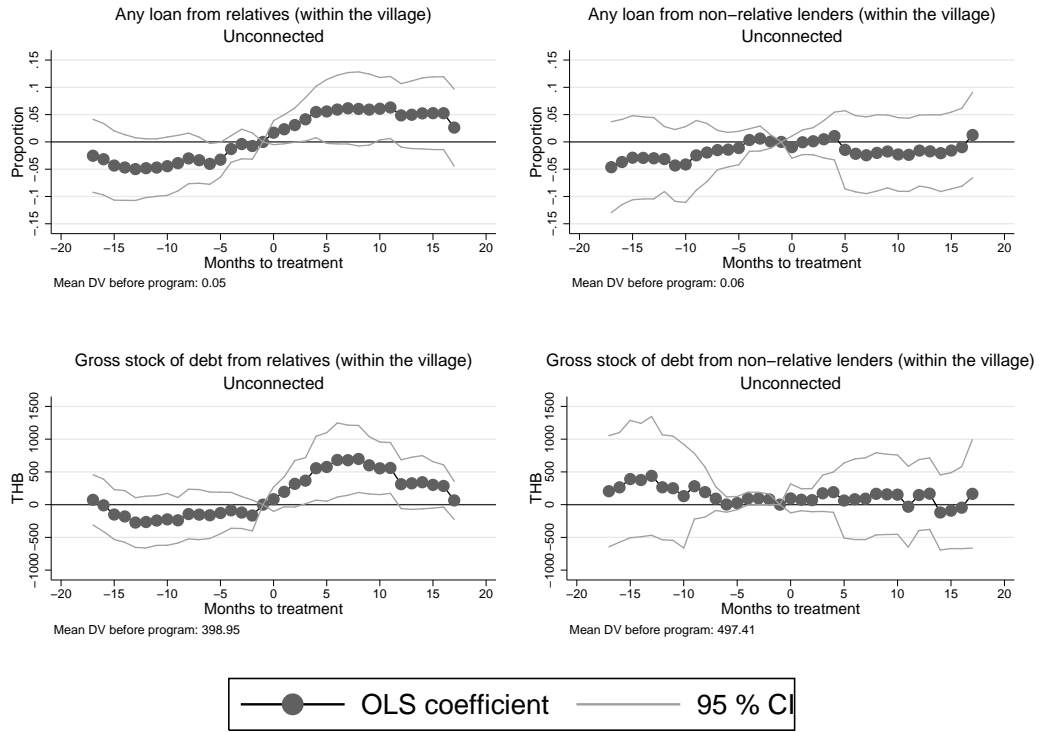 Any loan from relatives (within the village)
Unconnected
Proportion
.15
.1
.05
0
−.05
−.1
−.15
−20
−15
−10
−5
0
5
10
15
20
Months to treatment
Mean DV before program: 0.05
Any loan from non−relative lenders (within the village)
Unconnected
Proportion
.15
.1
.05
0
−.05
−.1
−.15
−20
−15
−10
−5
0
5
10
15
20
Months to treatment
Mean DV before program: 0.06
Gross stock of debt from relatives (within the village)
Unconnected
THB
1500
1000
500
0
−500
−1000
−20
−15
−10
−5
0
5
10
15
20
Months to treatment
Mean DV before program: 398.95
Gross stock of debt from non−relative lenders (within the village)
Unconnected
THB
1500
1000
500
0
−500
−1000
−20
−15
−10
−5
0
5
10
15
20
Months to treatment
Mean DV before program: 497.41
OLS coefficient
95 % CI